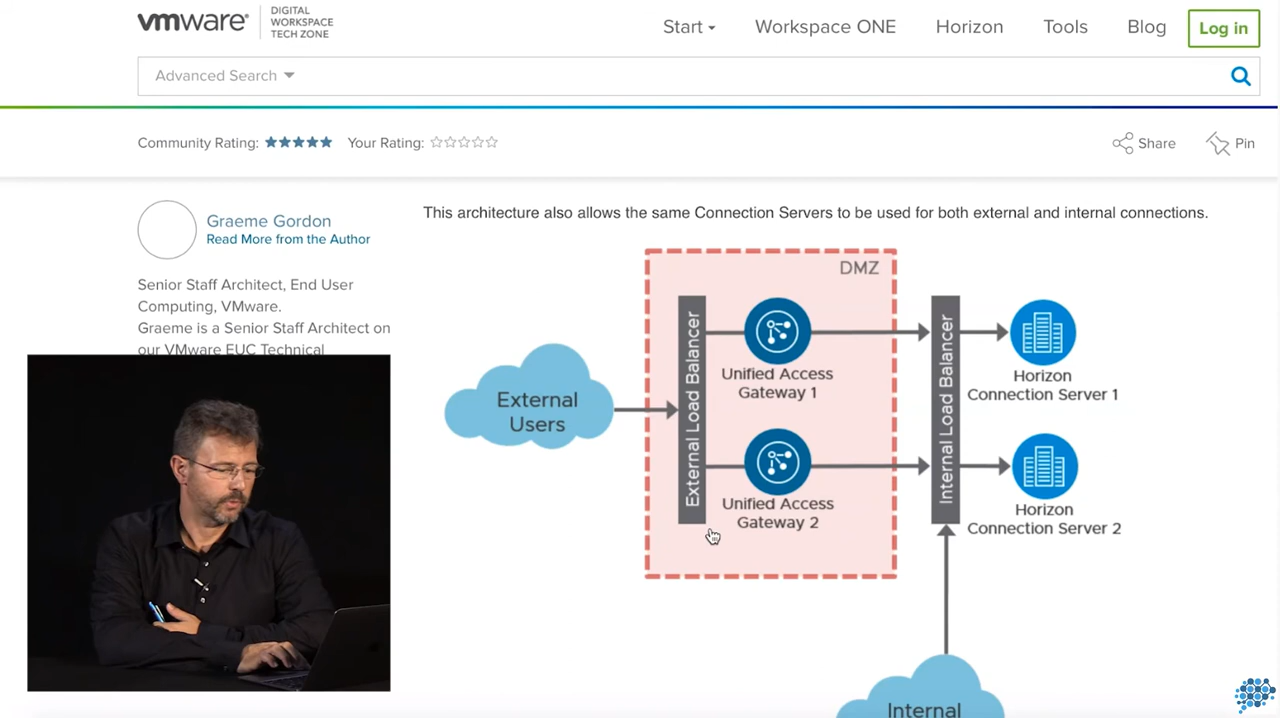 vmware®
DIGITAL
WORKSPACE
TECH ZONE
Start
Workspace ONE
Horizon
Tools
Blog
Log in
Advanced Search
Community Rating:
Your Rating:
Share
Pin
Graeme Gordon
Read More from the Author
Senior Staff Architect, End User
Computing, VMware.
Graeme is a Senior Staff Architect on
our VMware EUC Technical
This architecture also allows the same Connection Servers to be used for both external and internal connections.
DMZ
External
Users
External Load Balancer
Unified Access
Gateway 1
Unified Access
Gateway 2
Internal Load Balancer
Horizon
Connection Server 1
Horizon
Connection Server 2
Internal